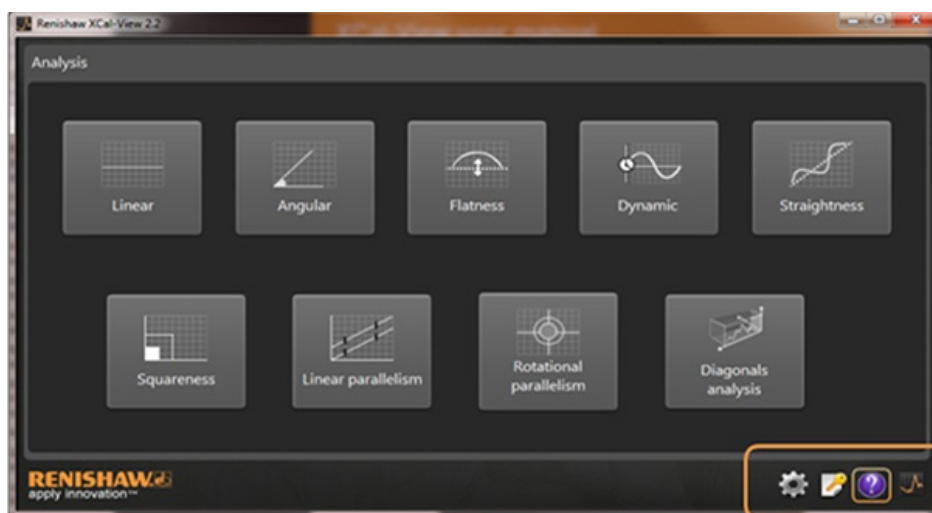 Renishaw XCal-View 2.2
Analysis
Linear
Angular
Flatness
Dynamic
Straightness
Squareness
Linear parallelism
Rotational
parallelism
Diagonals
analysis
RENISHAW
apply innovation™
?